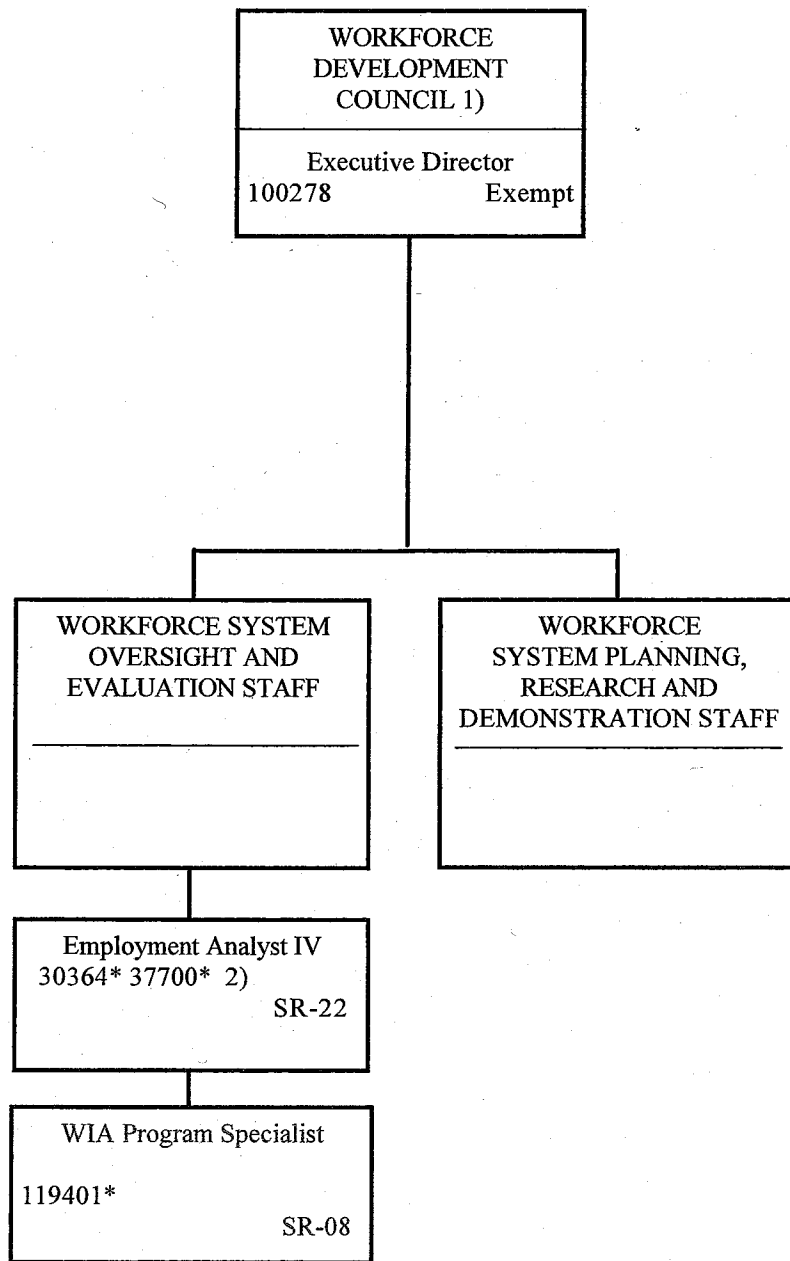 WORKFORCE
DEVELOPMENT
COUNCIL 1)
Executive Director
100278 Exempt
WORKFORCE SYSTEM
OVERSIGHT AND
EVALUATION STAFF
WORKFORCE
SYSTEM PLANNING,
RESEARCH AND
DEMONSTRATION STAFF
Employment Analyst IV
30364* 37700* 2)
SR-22
WIA Program Specialist
119401*
SR-08